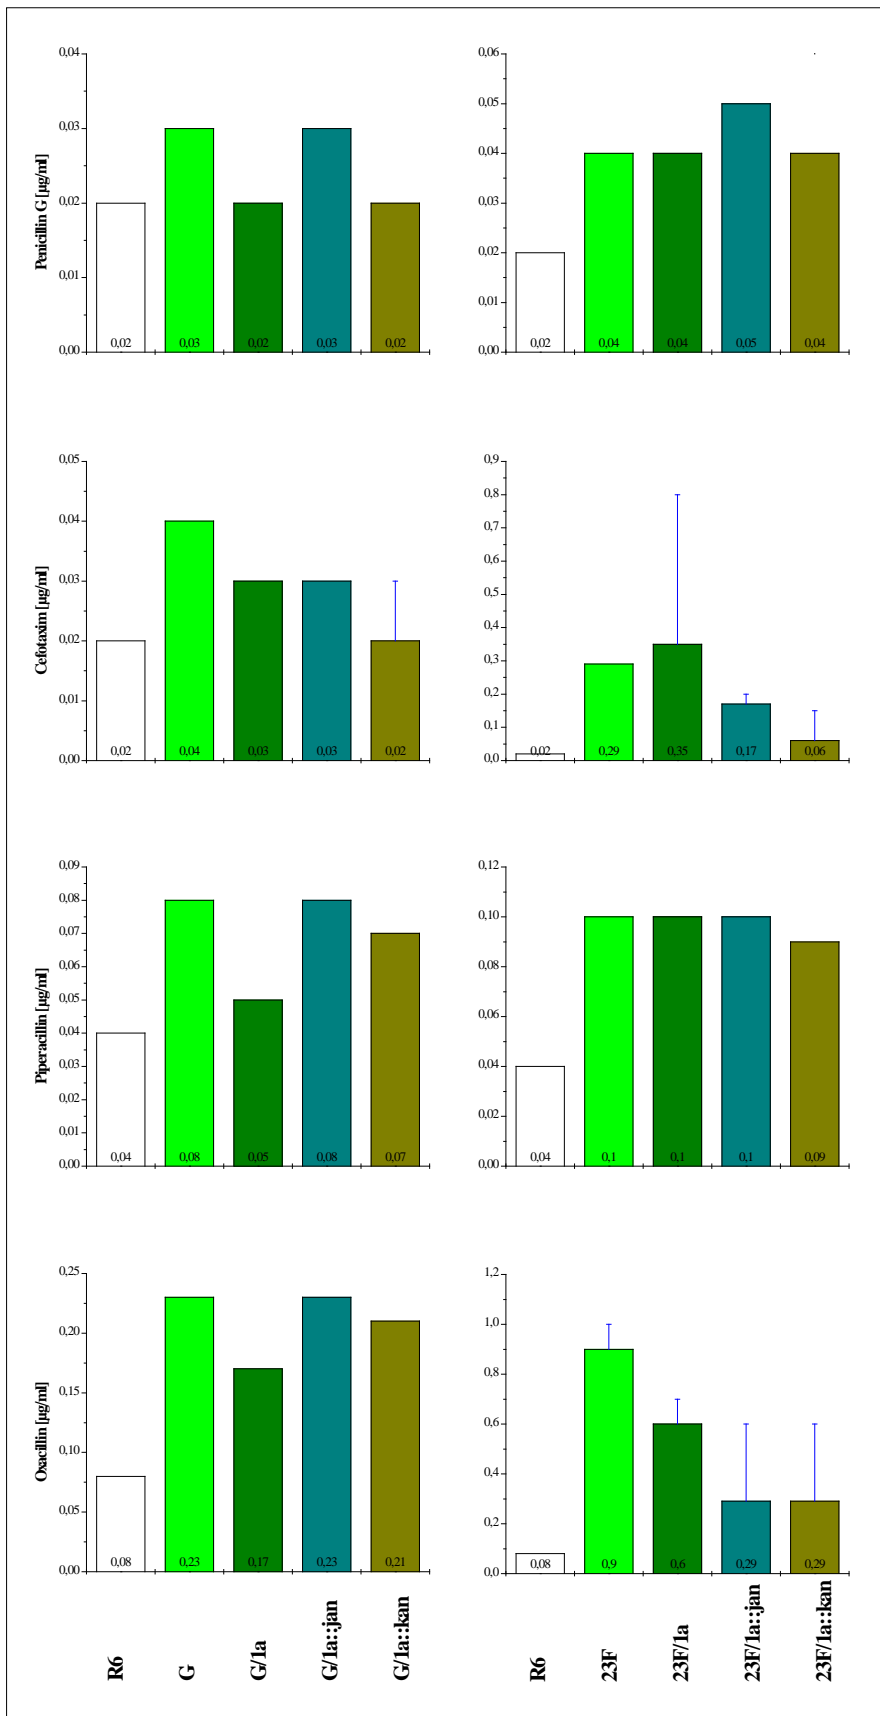 Penicillin G [µg/ml]
0,04
0,03
0,02
0,01
0,00
0,02 0,03 0,02 0,03 0,02
0,06
0,05
0,04
0,03
0,02
0,01
0,00
0,02 0,04 0,04 0,05 0,04
Cefotaxim [µg/ml]
0,05
0,04
0,03
0,02
0,01
0,00
0,02 0,04 0,03 0,03 0,02
0,9
0,8
0,7
0,6
0,5
0,4
0,3
0,2
0,1
0,0
0,02 0,29 0,35 0,17 0,06
Piperacillin [µg/ml]
0,09
0,08
0,07
0,06
0,05
0,04
0,03
0,02
0,01
0,00
0,04 0,08 0,05 0,08 0,07
0,12
0,10
0,08
0,06
0,04
0,02
0,00
0,04 0,1 0,1 0,1 0,09
Oxacillin [µg/ml]
0,25
0,20
0,15
0,10
0,05
0,00
0,08 0,23 0,17 0,23 0,21
1,2
1,0
0,8
0,6
0,4
0,2
0,0
0,08 0,9 0,6 0,29 0,29
R6
G
G/1a
G/1a::jan
G/1a::kan
R6
23F
23F/1a
23F/1a::jan
23F/1a::kan